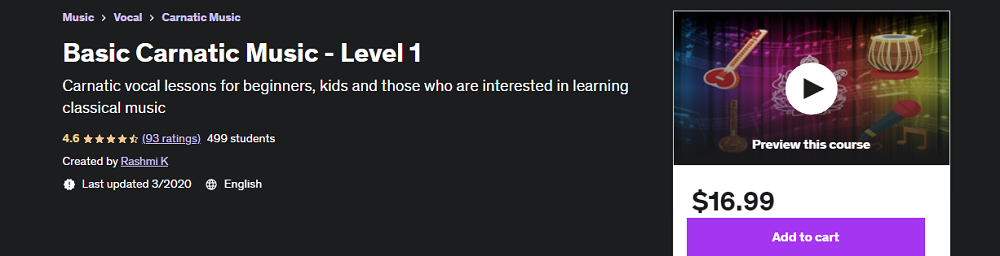 Music > Vocal > Carnatic Music
Basic Carnatic Music - Level 1
Carnatic vocal lessons for beginners, kids and those who are interested in learning
classical music
4.6 (93 ratings) 499 students
Created by Rashmi K
Last updated 3/2020 English
Preview this course
$16.99
Add to cart